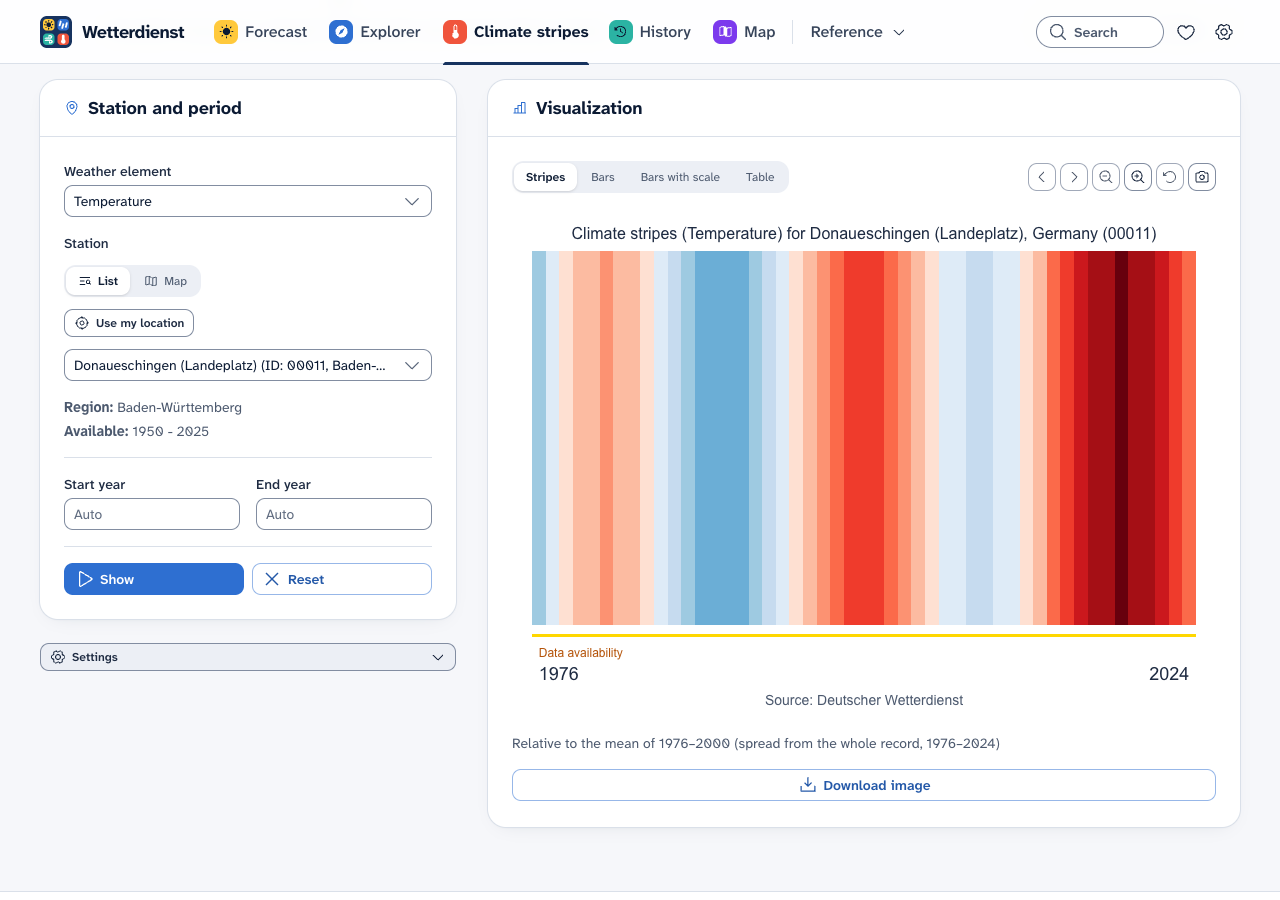 Wetterdienst
Forecast
Explorer
Climate stripes
History
Map
Reference
Search
Station and period
Weather element
Temperature
Station
List
Map
Use my location
Donaueschingen (Landeplatz) (ID: 00011, Baden-...
Region: Baden-Württemberg
Available: 1950 - 2025
Start year
End year
Auto
Auto
Show
Reset
Settings
Visualization
Stripes
Bars
Bars with scale
Table
Climate stripes (Temperature) for Donaueschingen (Landeplatz), Germany (00011)
Data availability
1976
2024
Source: Deutscher Wetterdienst
Relative to the mean of 1976–2000 (spread from the whole record, 1976–2024)
Download image